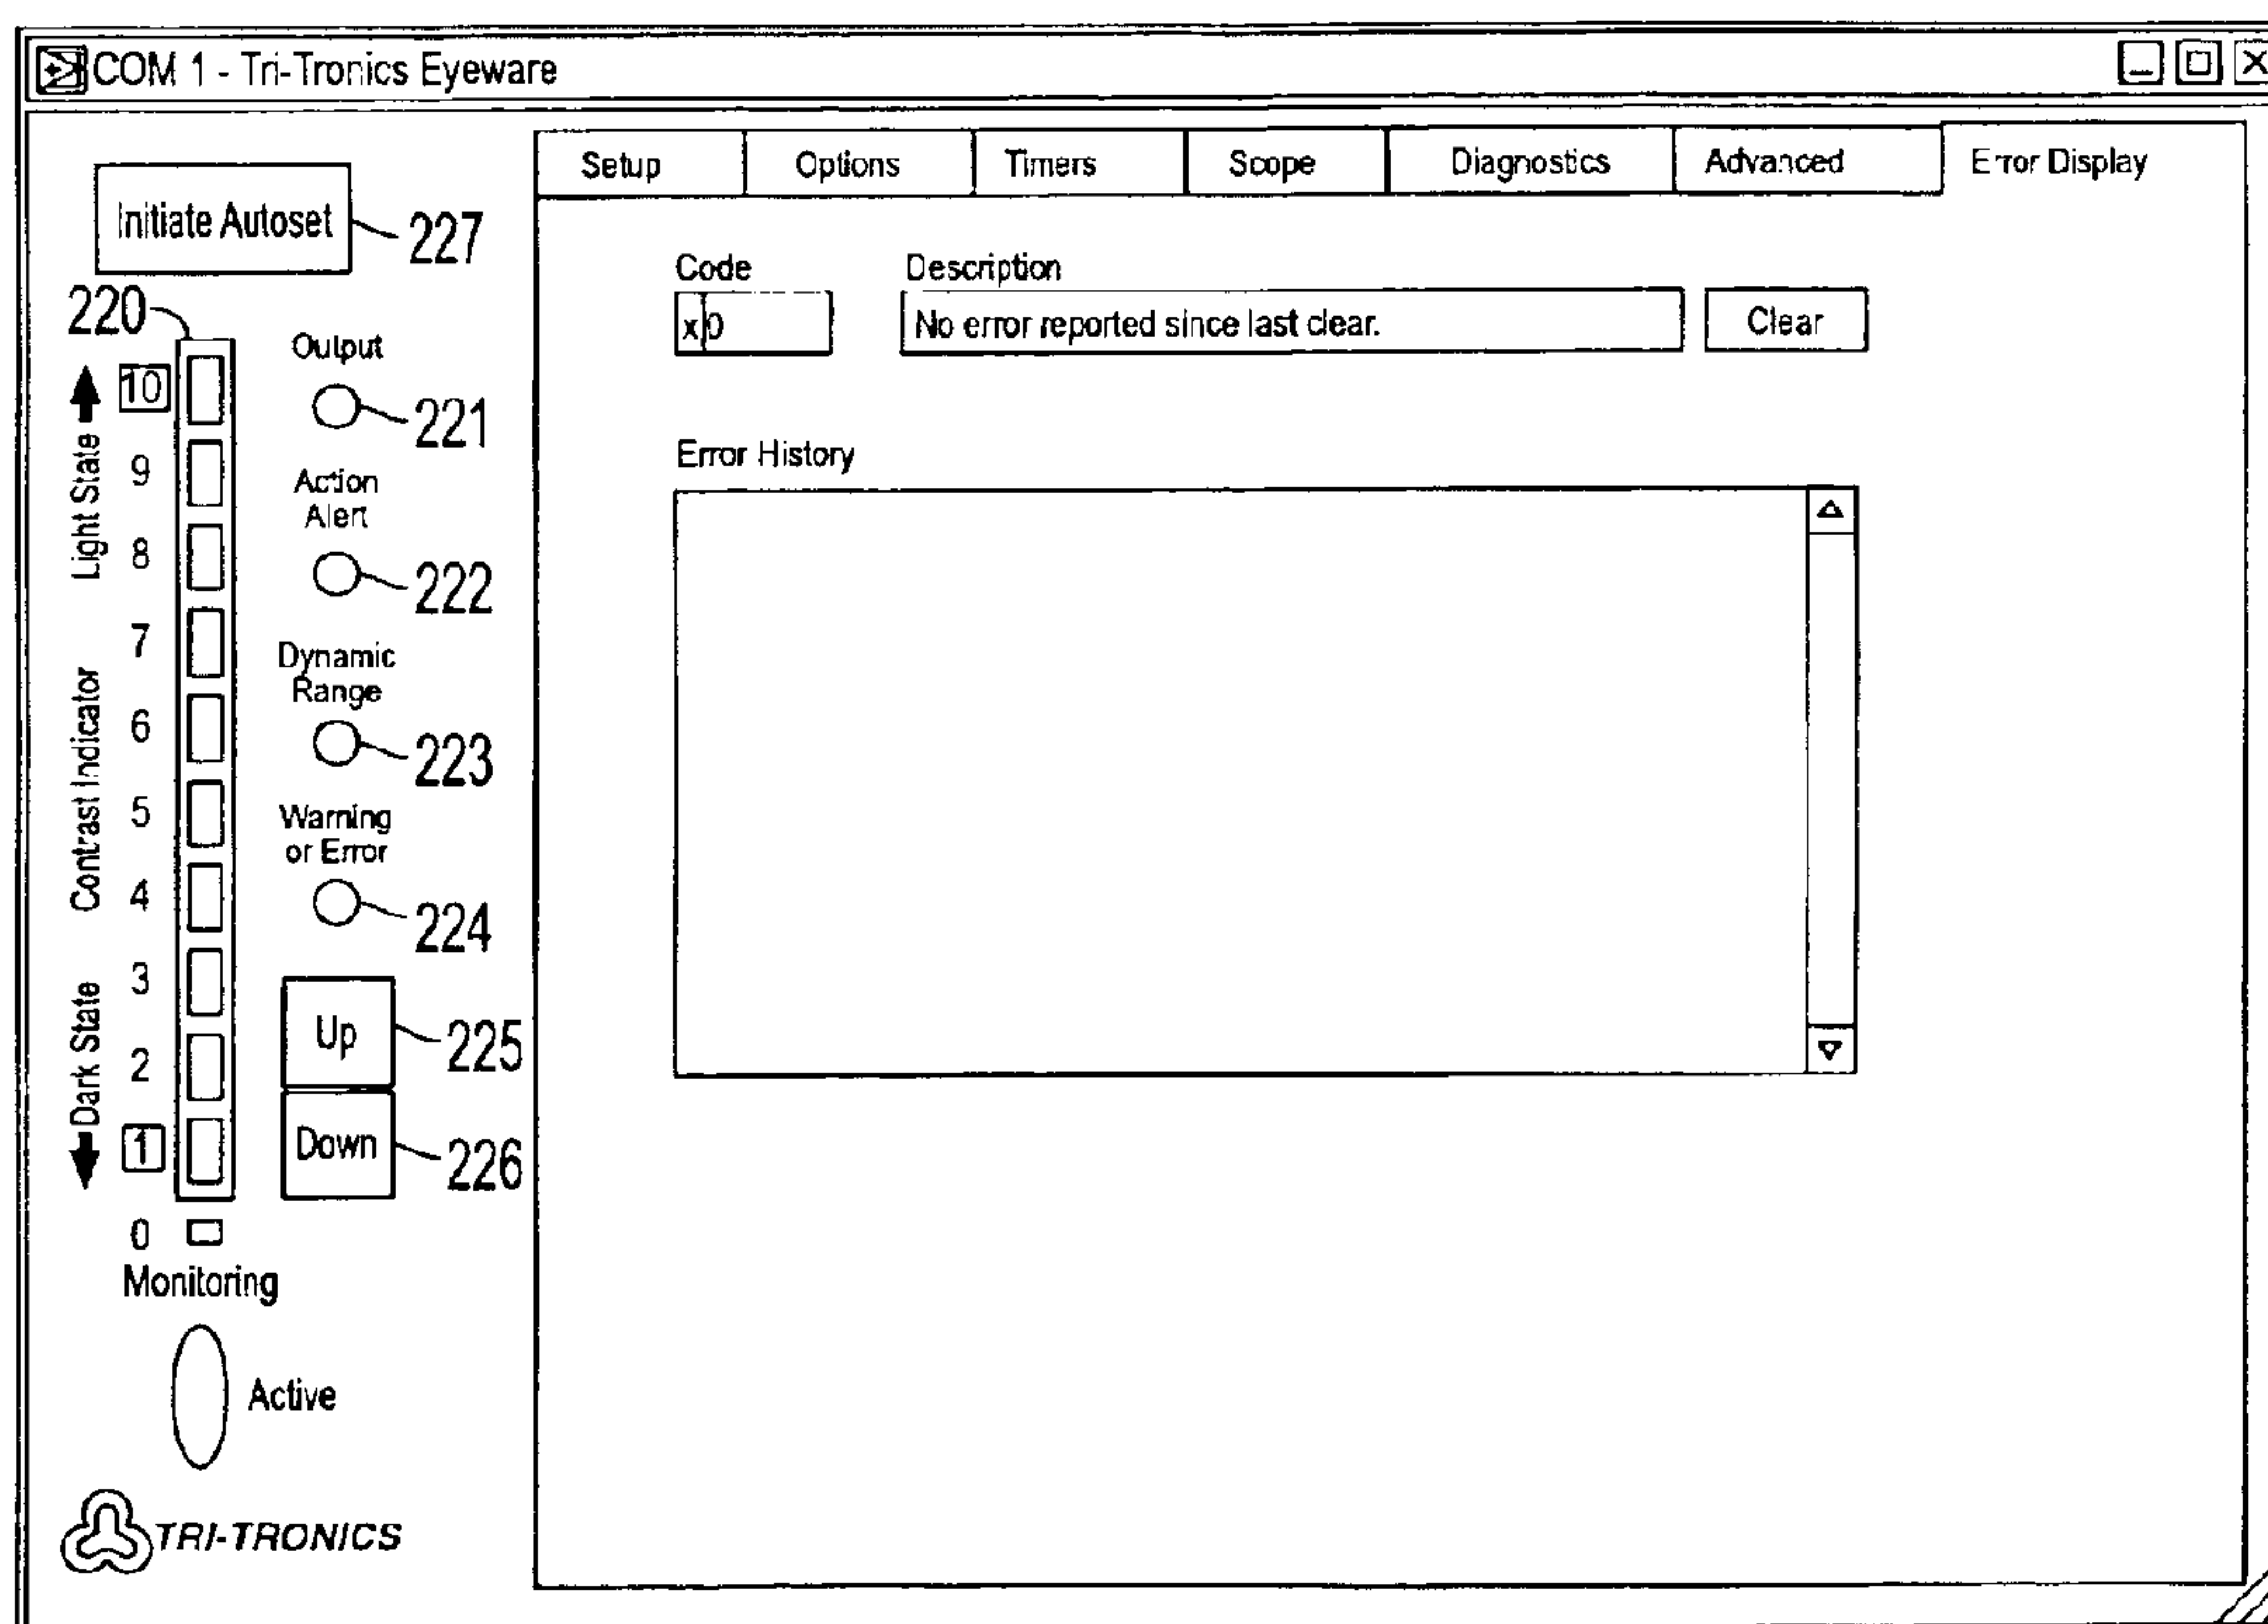 COM 1 - Tri-Tronics Eyeware
Initiate Autoset
227
220
Light State
Contrast Indicator
Dark State
10
9
8
7
6
5
4
3
2
1
0
Output
221
Action
Alert
222
Dynamic
Range
223
Warning
or Error
224
Up
225
Down
226
Monitoring
Active
TRI-TRONICS
Setup Options Timers Scope Diagnostics Advanced Error Display
Code Description
x 0 No error reported since last clear. Clear
Error History